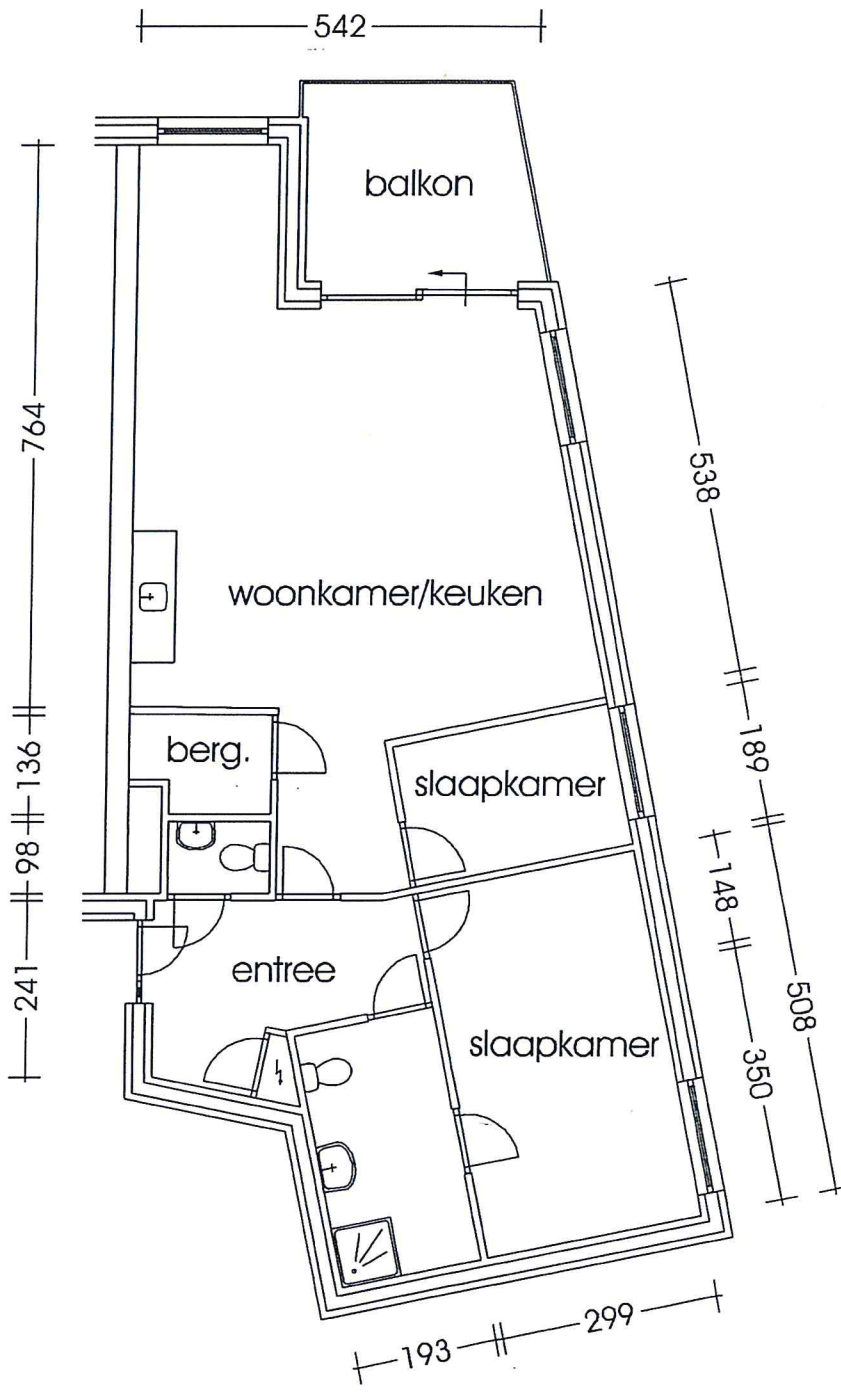 542
balkon
764
538
woonkamer/keuken
136
berg.
189
slaapkamer
98
148
241
entree
508
slaapkamer
350
299
193